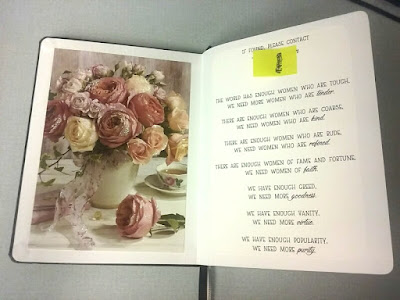 IF FOUND, PLEASE CONTACT
THE WORLD HAS ENOUGH WOMEN WHO ARE TOUGH,
WE NEED MORE WOMEN WHO ARE tender.
THERE ARE ENOUGH WOMEN WHO ARE COARSE,
WE NEED WOMEN WHO ARE kind.
THERE ARE ENOUGH WOMEN WHO ARE RUDE,
WE NEED WOMEN WHO ARE refined.
THERE ARE ENOUGH WOMEN OF FAME AND FORTUNE,
WE NEED WOMEN OF faith.
WE HAVE ENOUGH GREED,
WE NEED MORE goodness.
WE HAVE ENOUGH VANITY,
WE NEED MORE virtue.
WE HAVE ENOUGH POPULARITY,
WE NEED MORE purity.